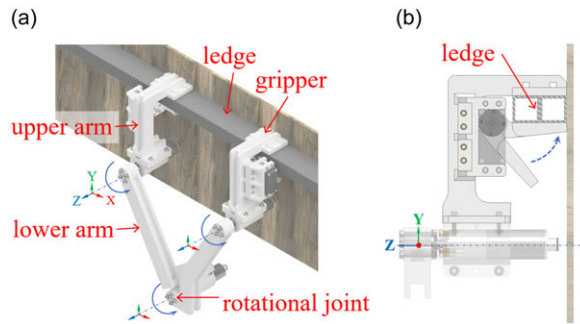 (a)
ledge
gripper
upper arm
Y
Z
X
lower arm
rotational joint
(b)
ledge
Y
Z